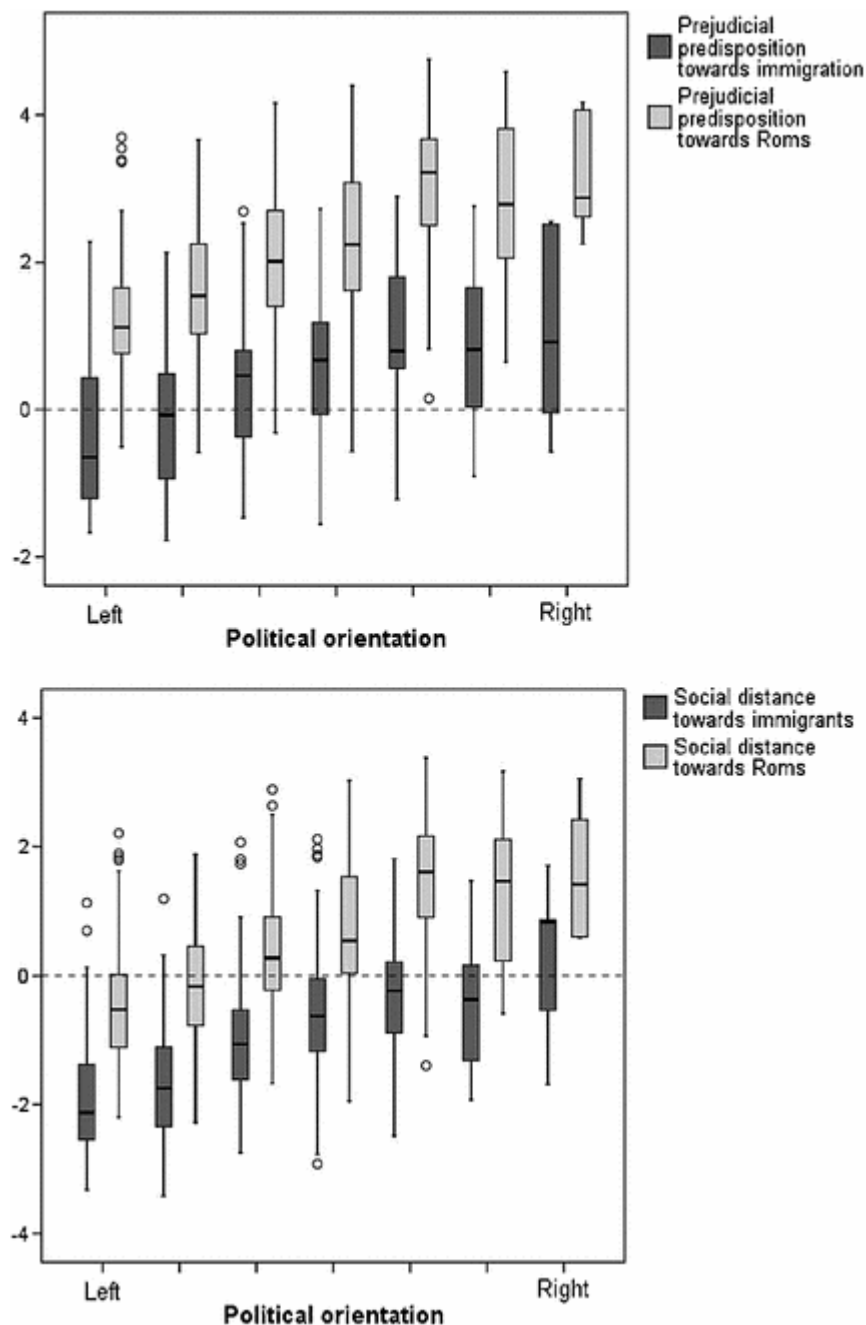 Prejudicial
predisposition
towards immigration
Prejudicial
predisposition
towards Roms
4
2
0
-2
Left
Right
Political orientation
Social distance
towards immigrants
Social distance
towards Roms
4
2
0
-2
-4
Left
Right
Political orientation